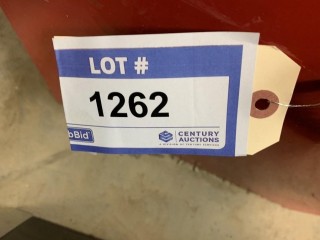 LOT #
1262
bBid
CENTURY
AUCTIONS